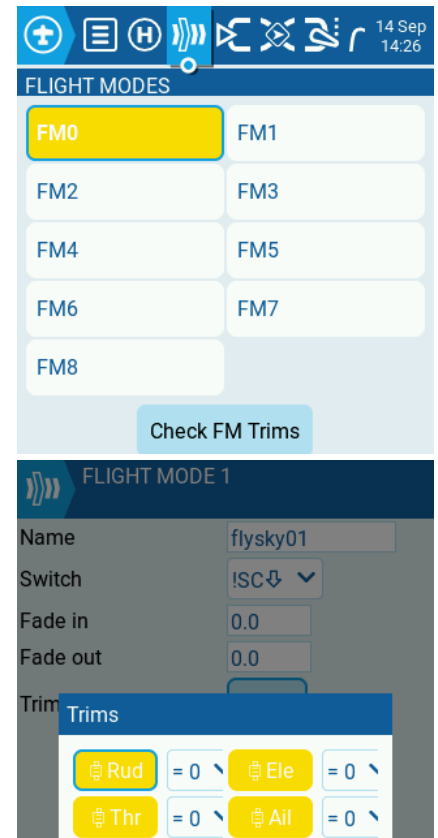 14 Sep
14:26
FLIGHT MODES
FM0 FM1
FM2 FM3
FM4 FM5
FM6 FM7
FM8
Check FM Trims
FLIGHT MODE 1
Name flysky01
Switch !SC
Fade in 0.0
Fade out 0.0
Trim
Trims
Rud = 0 Ele = 0
Thr = 0 Ail = 0